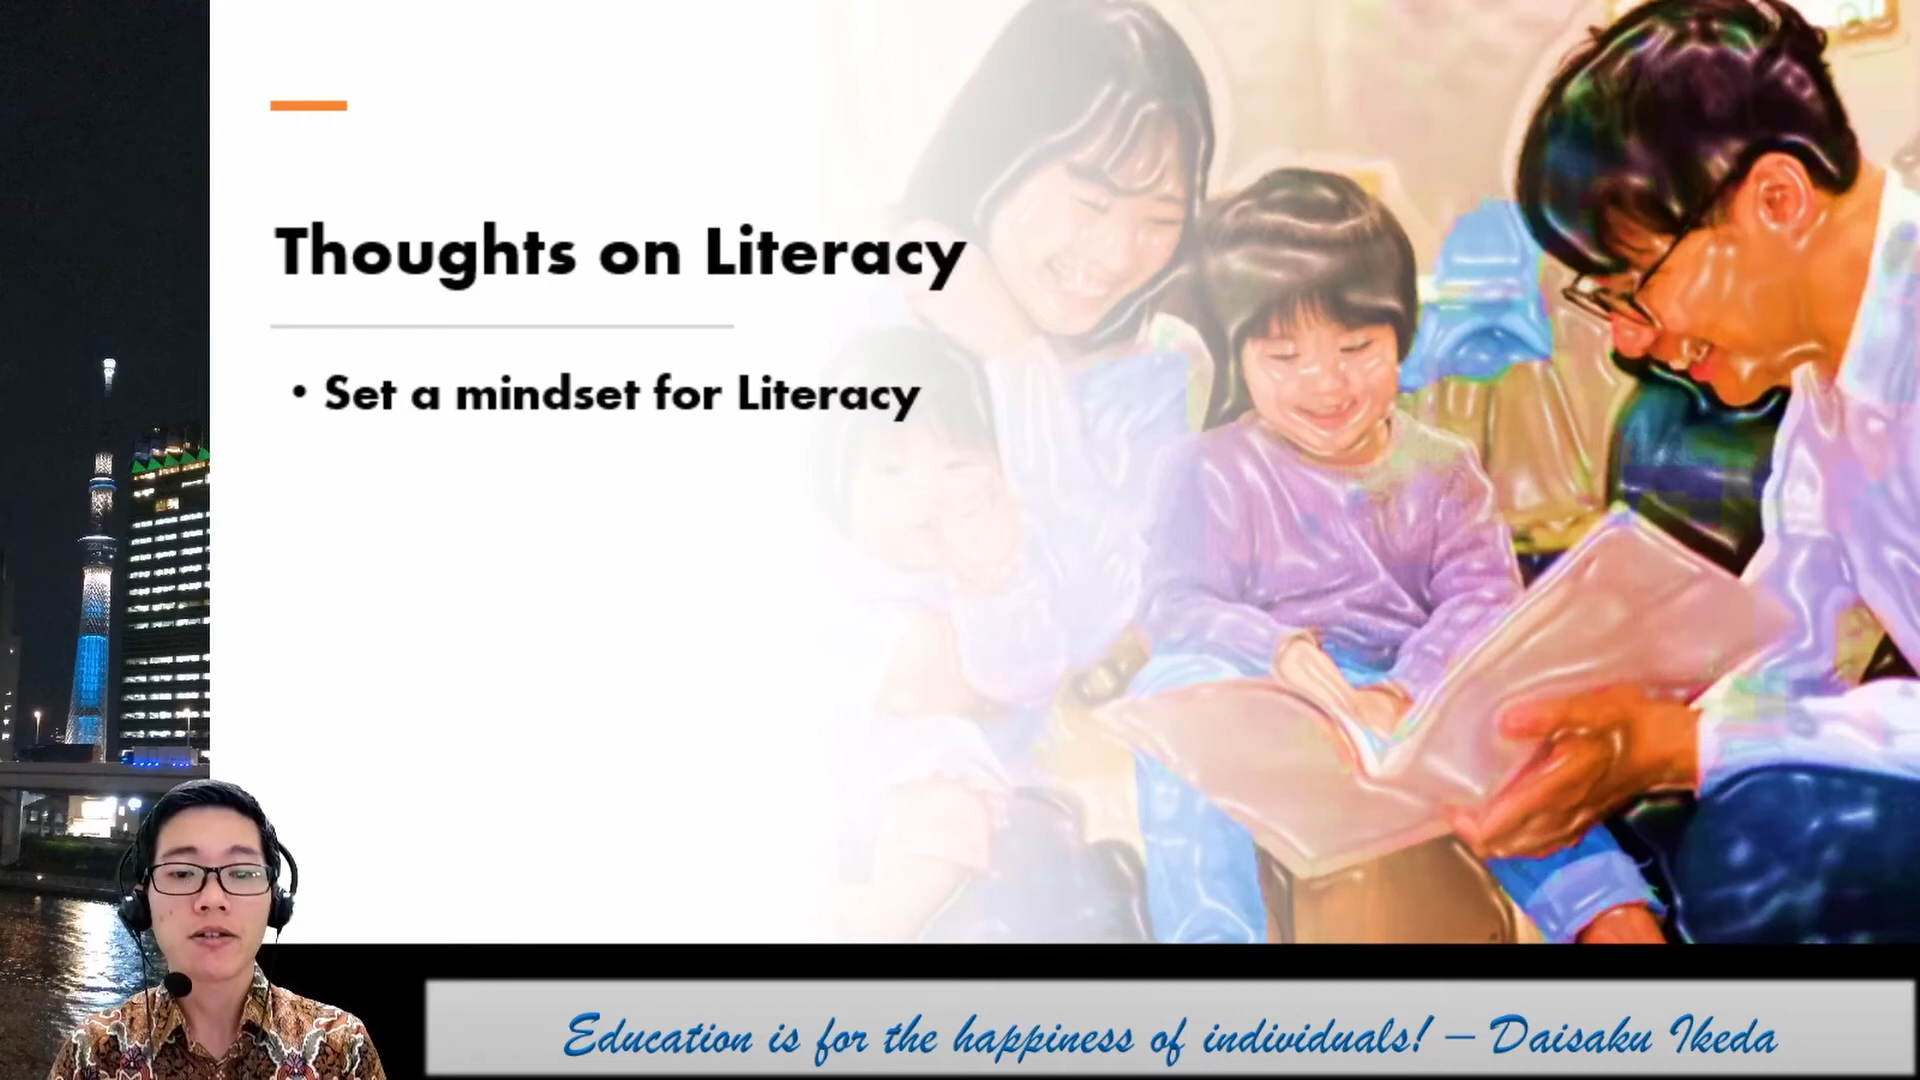 Thoughts on Literacy
• Set a mindset for Literacy
Education is for the happiness of individuals! – Daisaku Ikeda